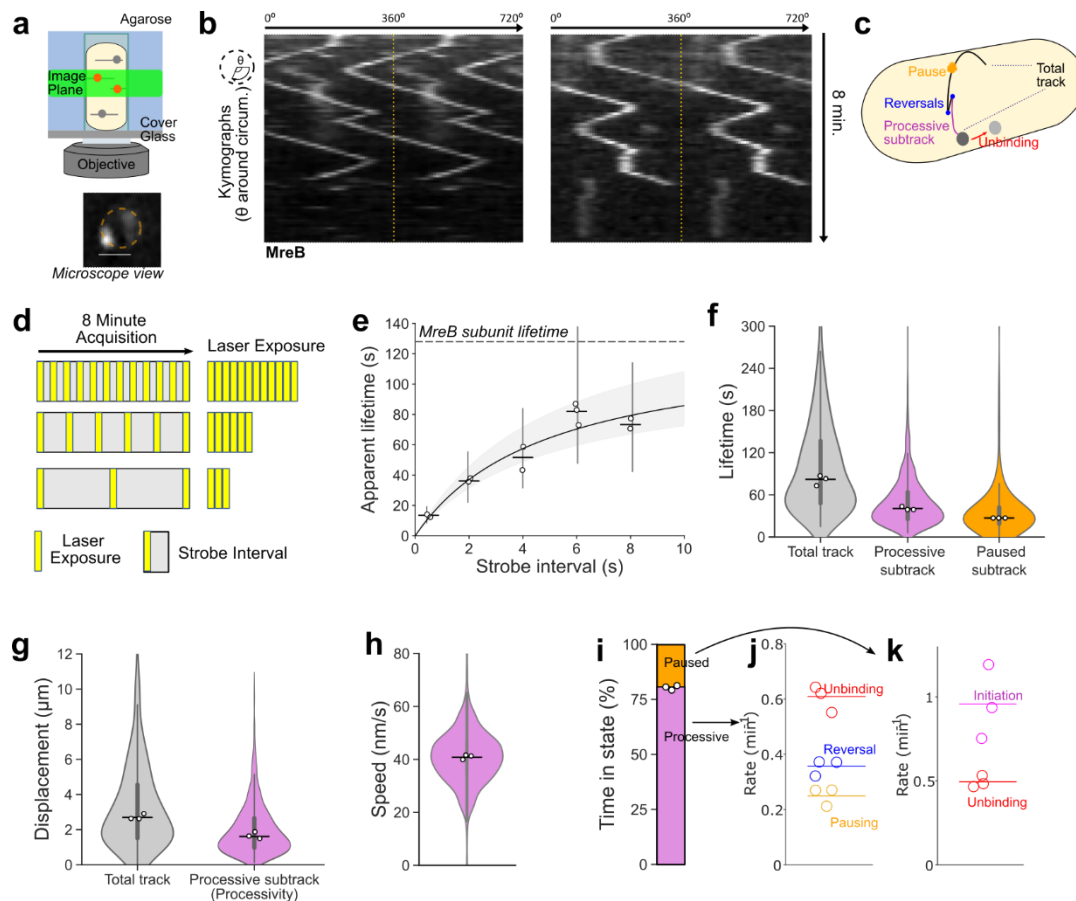 a
Agarose
Image
Plane
Cover
Glass
Objective
Microscope view
b
0° 360° 720°
0° 360° 720°
θ
Kymographs
(θ around circum.)
8 min.
MreB
c
Pause
Total
track
Reversals
Processive
subtrack
Unbinding
d
8 Minute
Acquisition
Laser Exposure
Laser
Exposure
Strobe Interval
e
MreB subunit lifetime
Apparent lifetime (s)
140
120
100
80
60
40
20
0
0 2 4 6 8 10
Strobe interval (s)
f
Lifetime (s)
300
240
180
120
60
0
Total track
Processive
subtrack
Paused
subtrack
g
Displacement (μm)
12
10
8
6
4
2
0
Total track
Processive subtrack
(Processivity)
h
Speed (nm/s)
80
60
40
20
0
i
Time in state (%)
100
75
50
25
0
Paused
Processive
j
Rate (min⁻¹)
0.8
0.6
0.4
0.2
Unbinding
Reversal
Pausing
k
Rate (min⁻¹)
1
0.5
Initiation
Unbinding